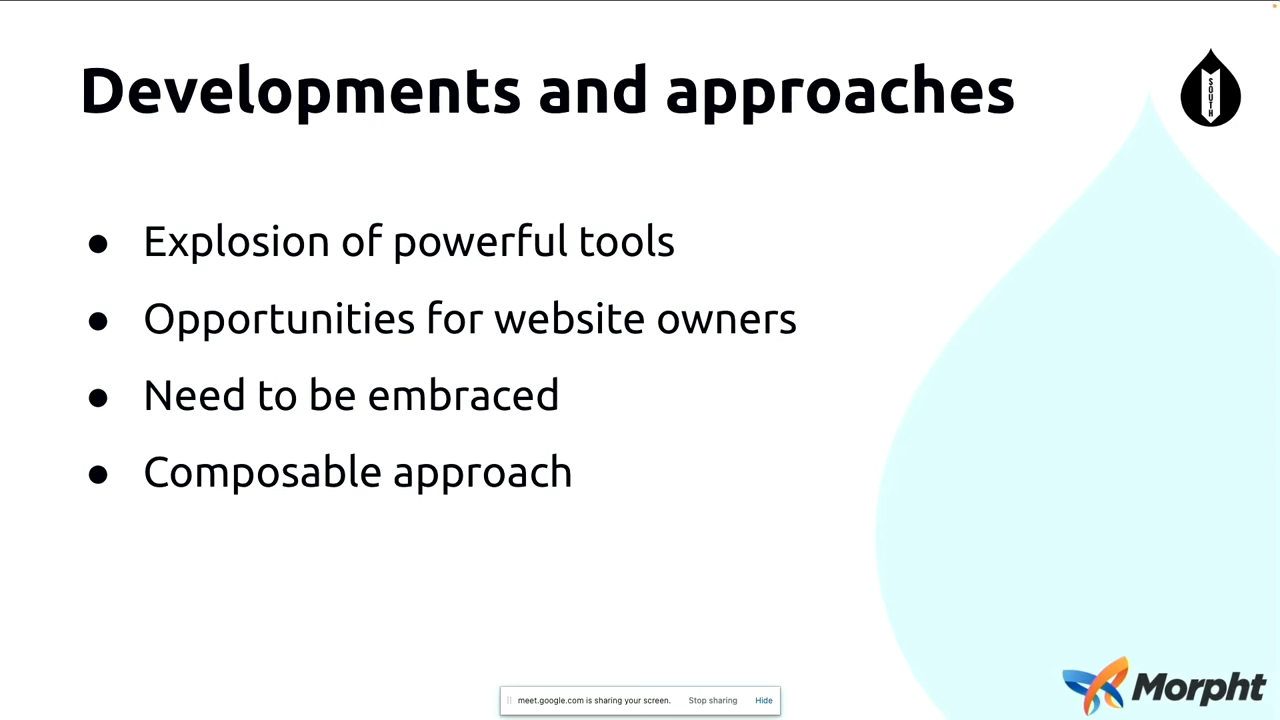 Developments and approaches
SOUTH
● Explosion of powerful tools
● Opportunities for website owners
● Need to be embraced
● Composable approach
meet.google.com is sharing your screen. Stop sharing Hide
Morpht